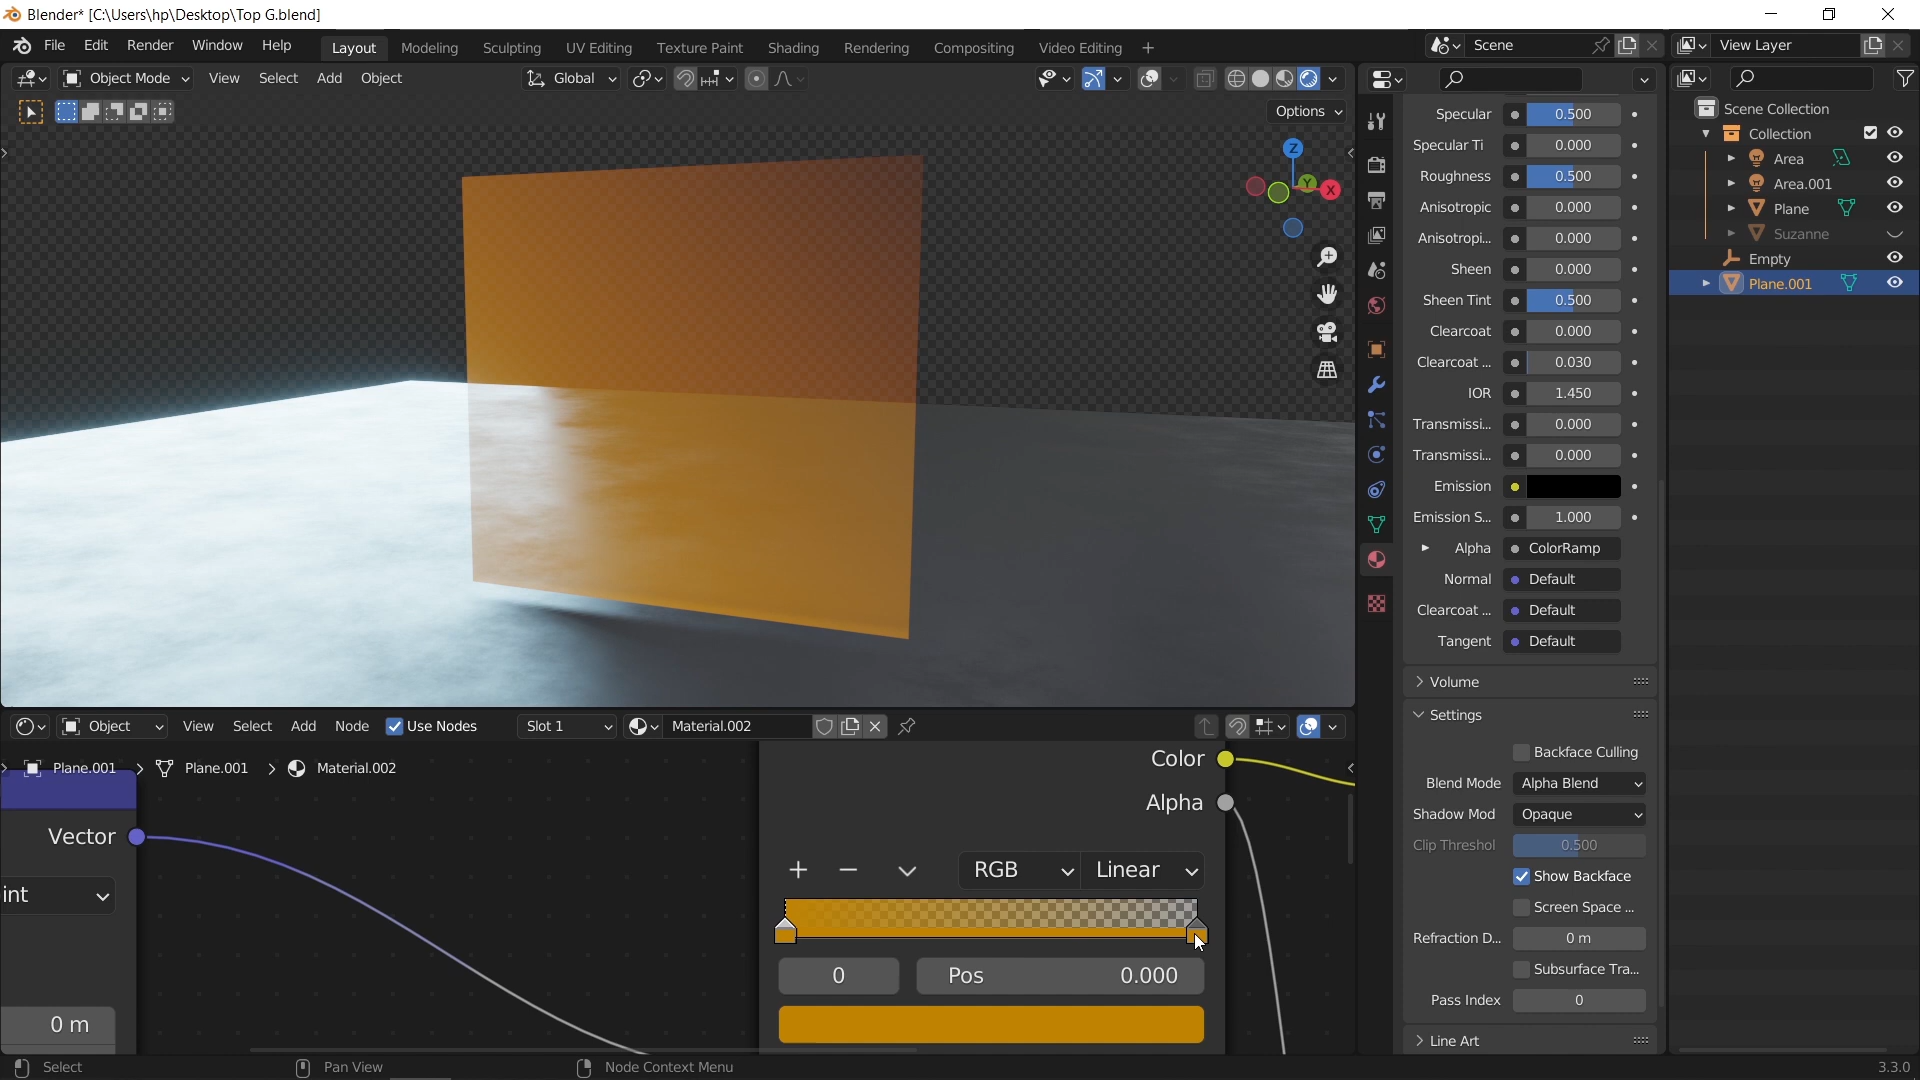 Blender* [C:\Users\hp\Desktop\Top G.blend]
File Edit Render Window Help Layout Modeling Sculpting UV Editing Texture Paint Shading Rendering Compositing Video Editing + Scene View Layer
Object Mode View Select Add Object Global
Options
Z
Y
X
Specular 0.500
Specular Ti 0.000
Roughness 0.500
Anisotropic 0.000
Anisotropi... 0.000
Sheen 0.000
Sheen Tint 0.500
Clearcoat 0.000
Clearcoat ... 0.030
IOR 1.450
Transmissi... 0.000
Transmissi... 0.000
Emission
Emission S... 1.000
Alpha ColorRamp
Normal Default
Clearcoat ... Default
Tangent Default
Volume
Settings
Backface Culling
Blend Mode Alpha Blend
Shadow Mod Opaque
Clip Threshol 0.500
Show Backface
Screen Space ...
Refraction D... 0 m
Subsurface Tra...
Pass Index 0
Line Art
Scene Collection
Collection
Area
Area.001
Plane
Suzanne
Empty
Plane.001
Object View Select Add Node Use Nodes Slot 1 Material.002
Plane.001 > Plane.001 > Material.002
Vector
int
0 m
Color
Alpha
+ − RGB Linear
0 Pos 0.000
Select Pan View Node Context Menu 3.3.0